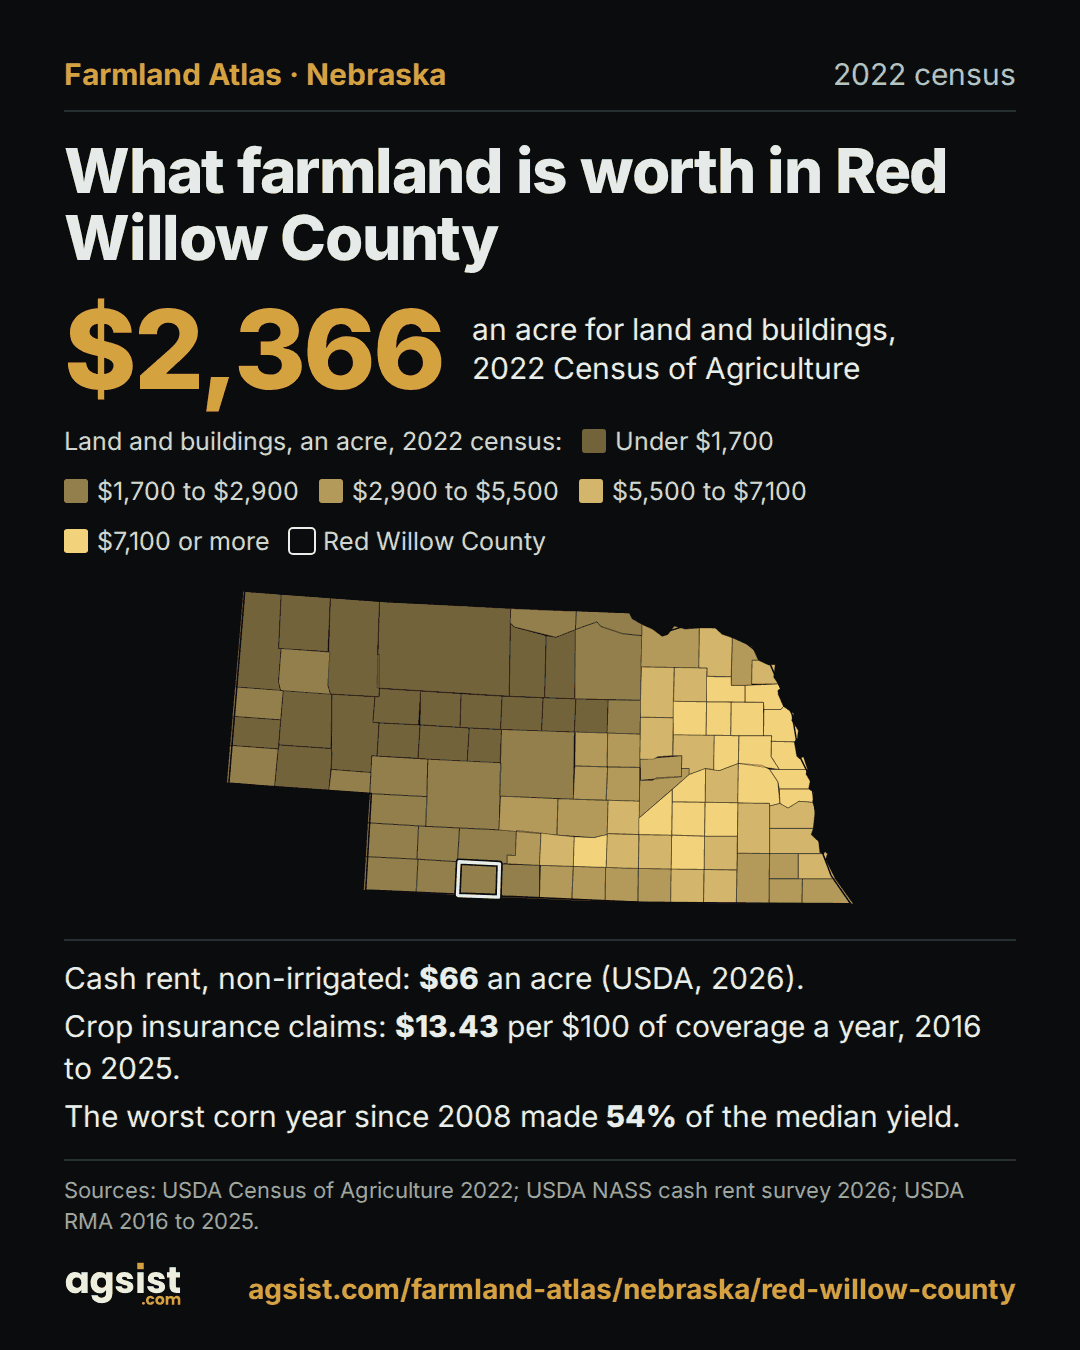 Farmland Atlas · Nebraska
2022 census
What farmland is worth in Red
Willow County
$2,366
an acre for land and buildings,
2022 Census of Agriculture
Land and buildings, an acre, 2022 census:
Under $1,700
$1,700 to $2,900
$2,900 to $5,500
$5,500 to $7,100
$7,100 or more
Red Willow County
Cash rent, non-irrigated: $66 an acre (USDA, 2026).
Crop insurance claims: $13.43 per $100 of coverage a year, 2016
to 2025.
The worst corn year since 2008 made 54% of the median yield.
Sources: USDA Census of Agriculture 2022; USDA NASS cash rent survey 2026; USDA
RMA 2016 to 2025.
agsist
.com
agsist.com/farmland-atlas/nebraska/red-willow-county